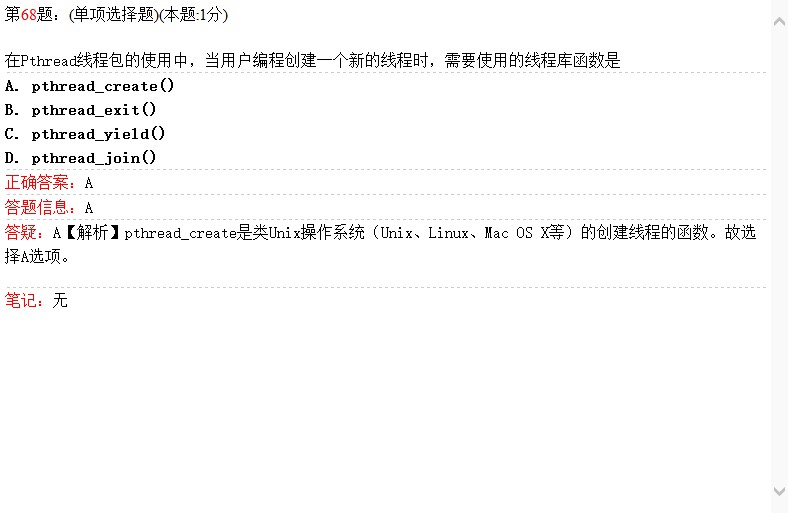 第68题：(单项选择题)(本题:1分)
在Pthread线程包的使用中，当用户编程创建一个新的线程时，需要使用的线程库函数是
A. pthread_create()
B. pthread_exit()
C. pthread_yield()
D. pthread_join()
正确答案：A
答题信息：A
答疑：A【解析】pthread_create是类Unix操作系统（Unix、Linux、Mac OS X等）的创建线程的函数。故选
择A选项。
笔记：无